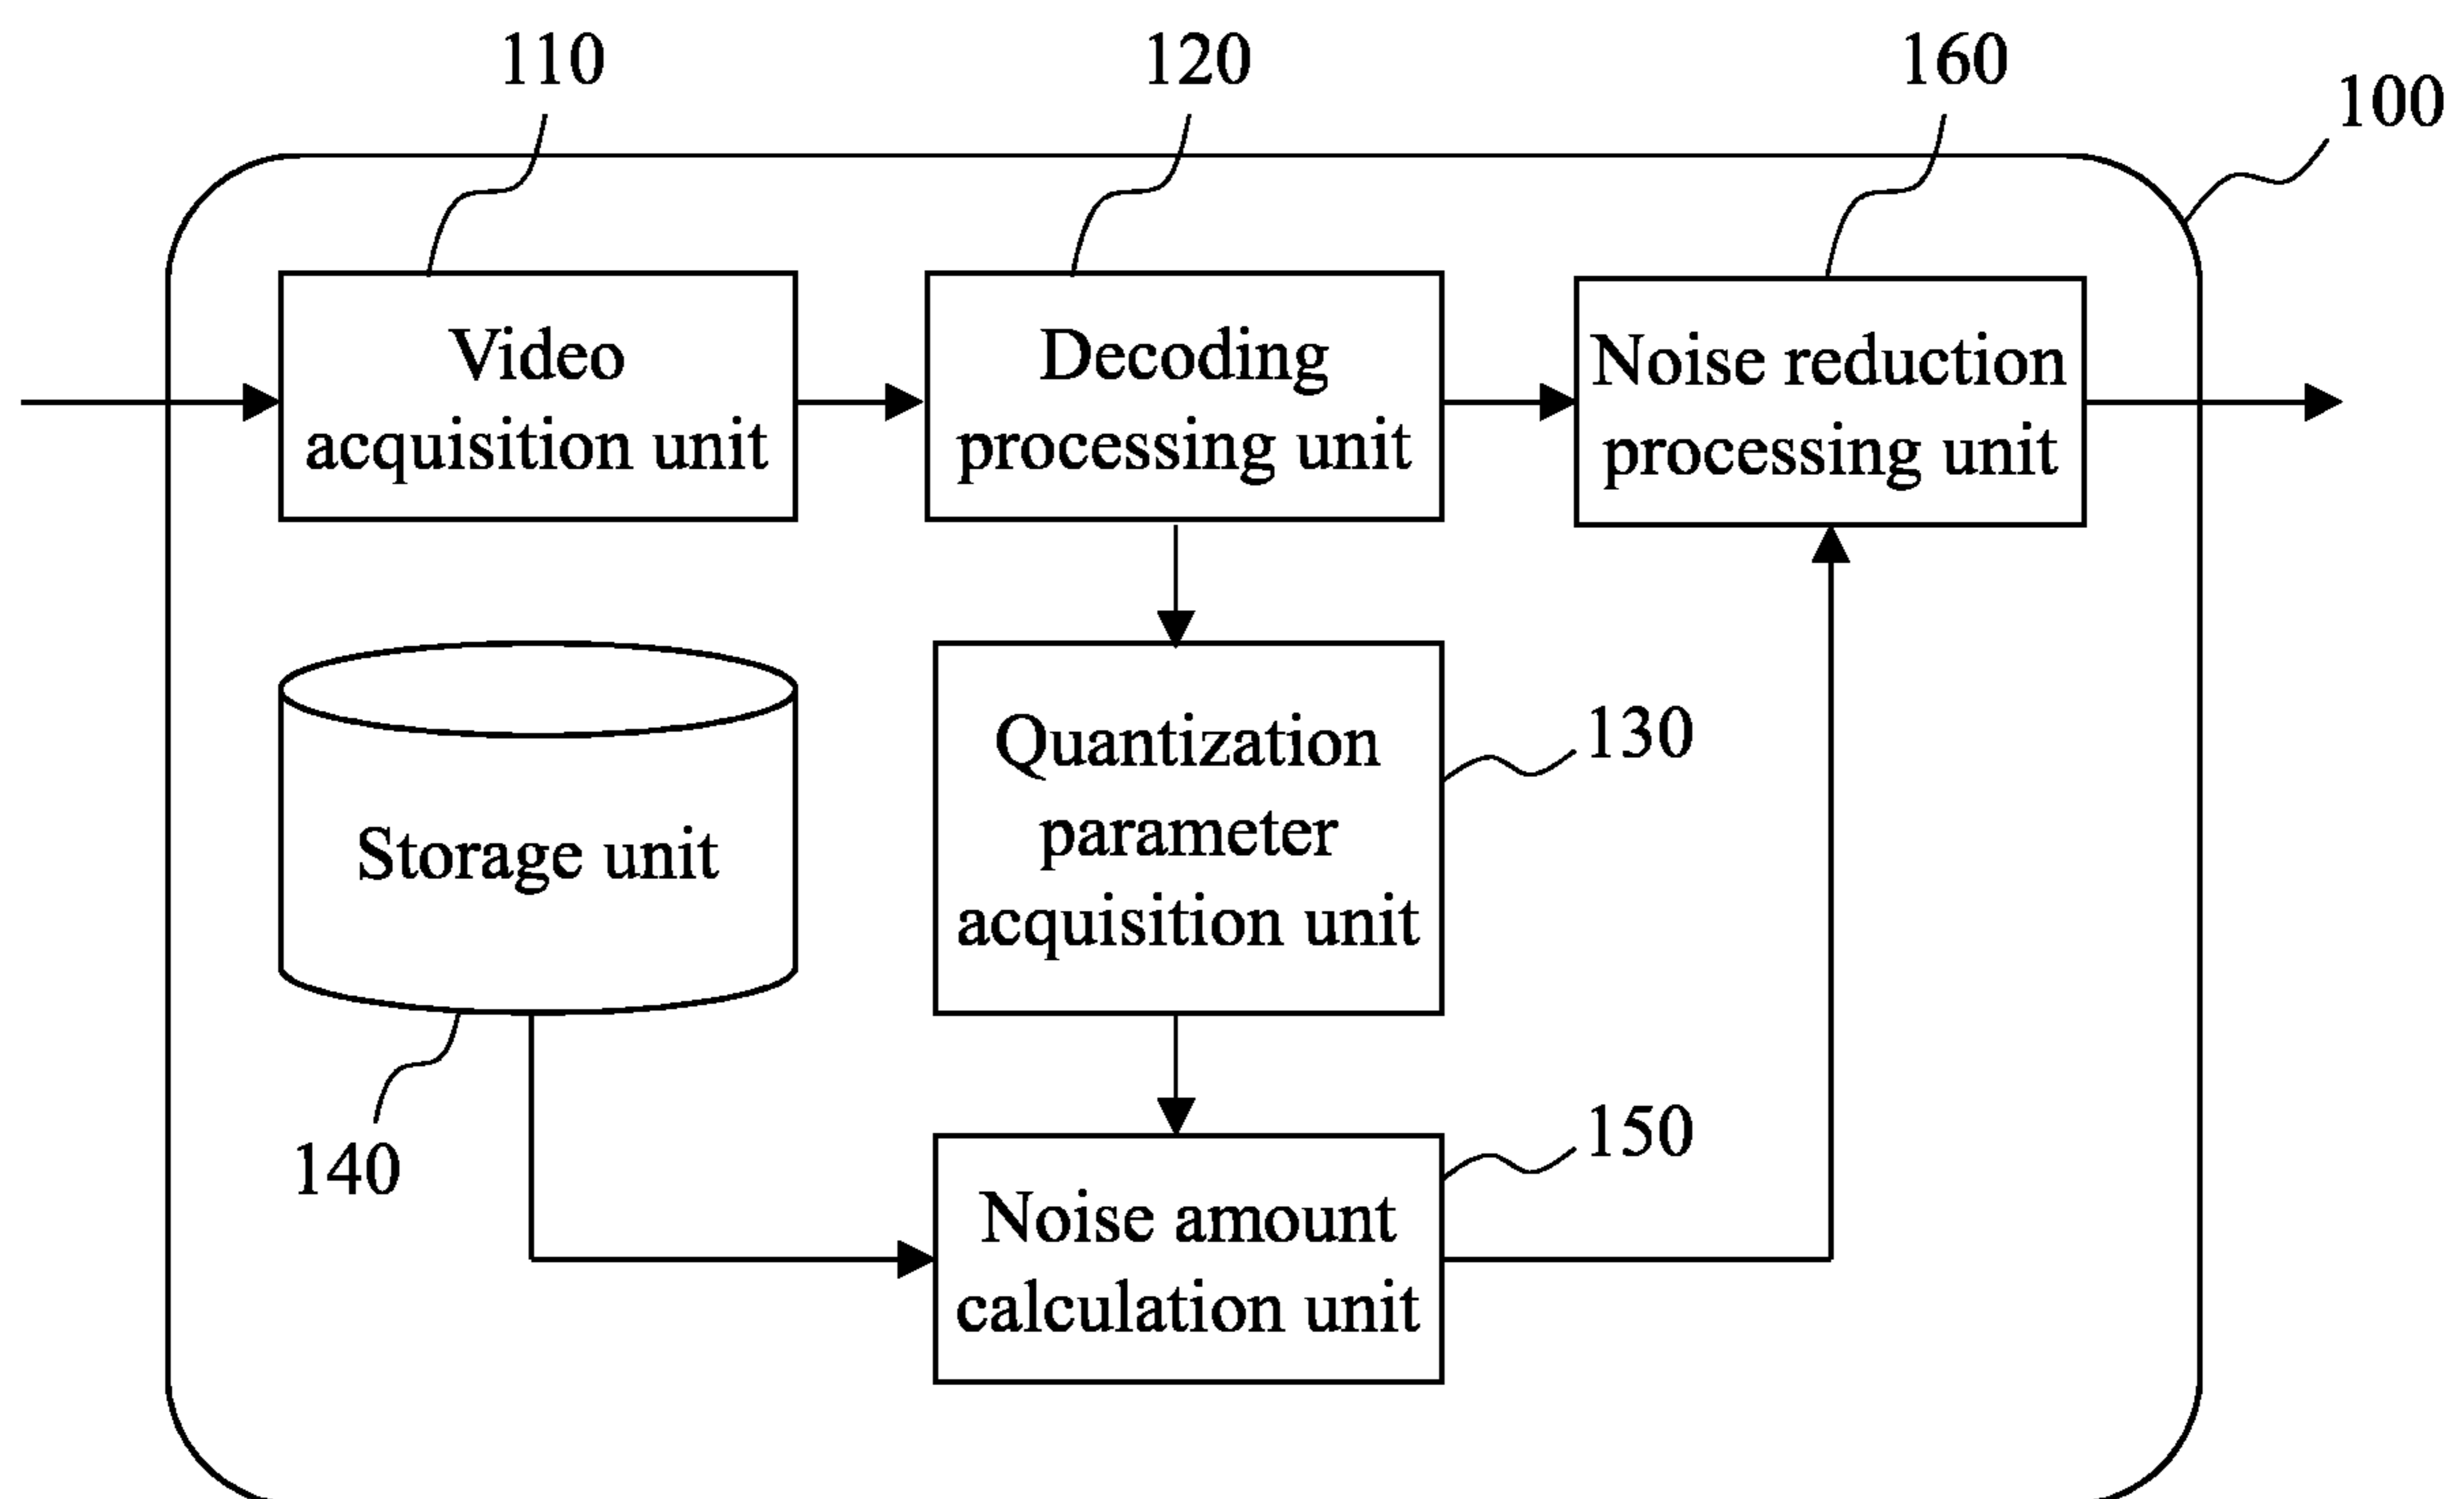 110
120
160
100
Video
acquisition unit
Decoding
processing unit
Noise reduction
processing unit
Storage unit
Quantization
parameter
acquisition unit
130
140
150
Noise amount
calculation unit